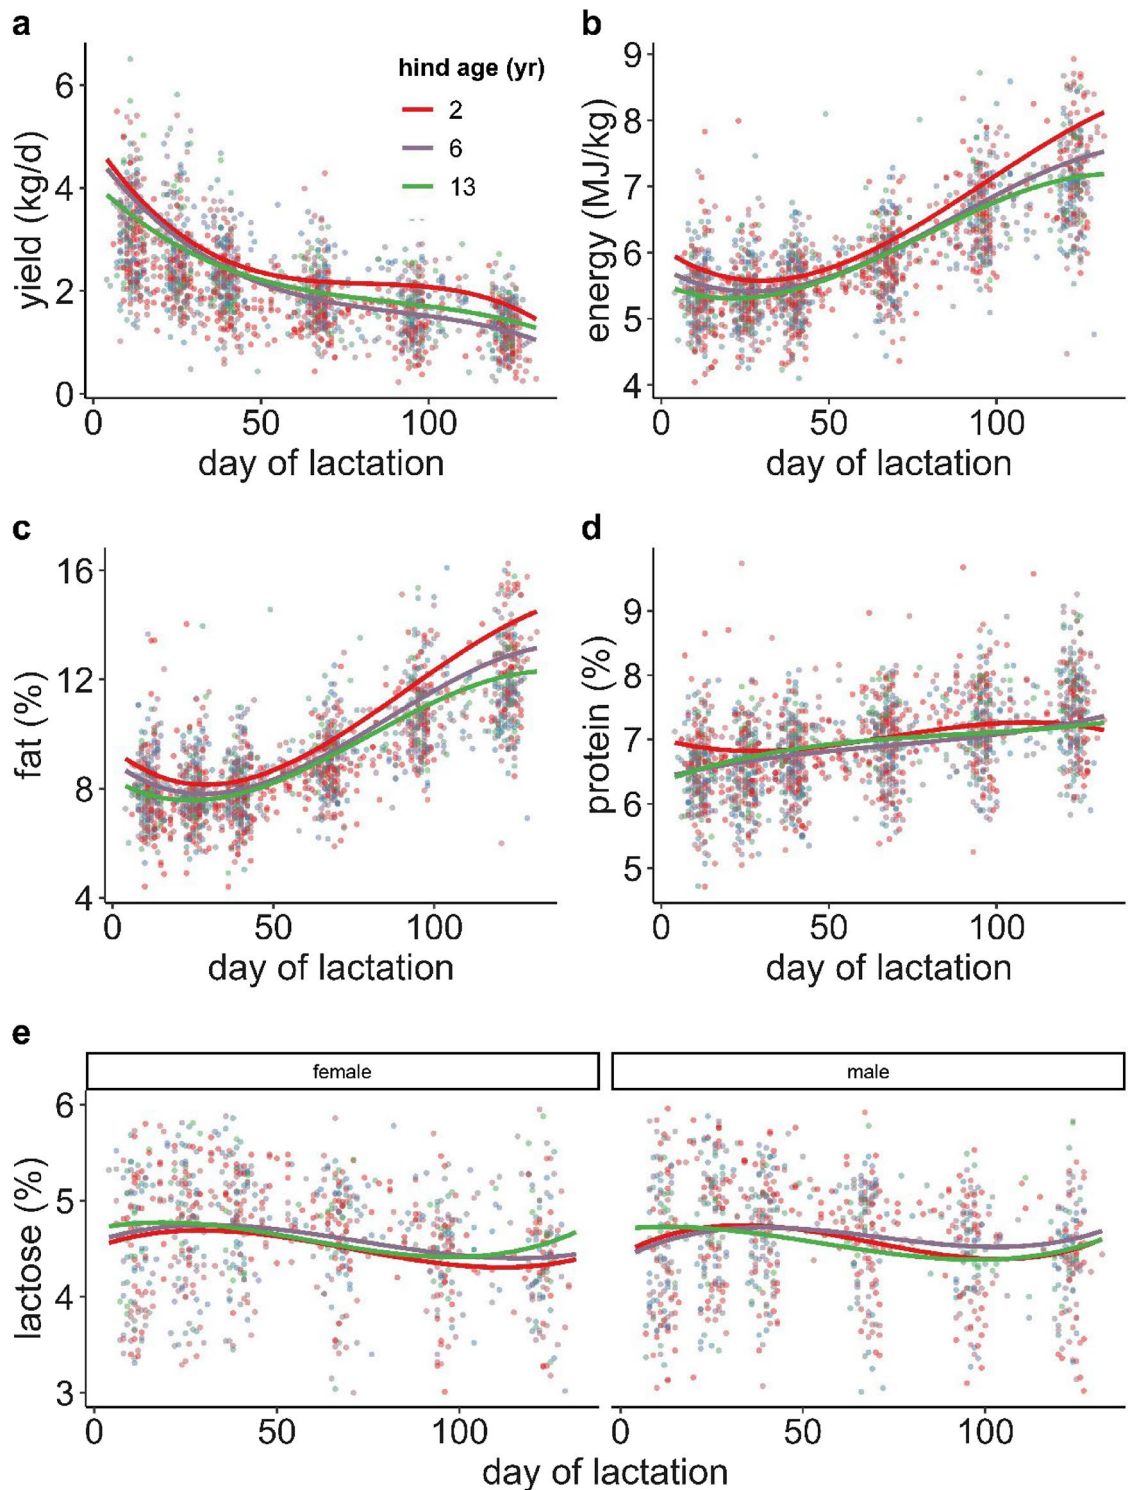 a
yield (kg/d)
6
4
2
0
hind age (yr)
2
6
13
0 50 100
day of lactation
b
energy (MJ/kg)
9
8
7
6
5
4
0 50 100
day of lactation
c
fat (%)
16
12
8
4
0 50 100
day of lactation
d
protein (%)
9
8
7
6
5
0 50 100
day of lactation
e
female male
lactose (%)
6
5
4
3
0 50 100 0 50 100
day of lactation